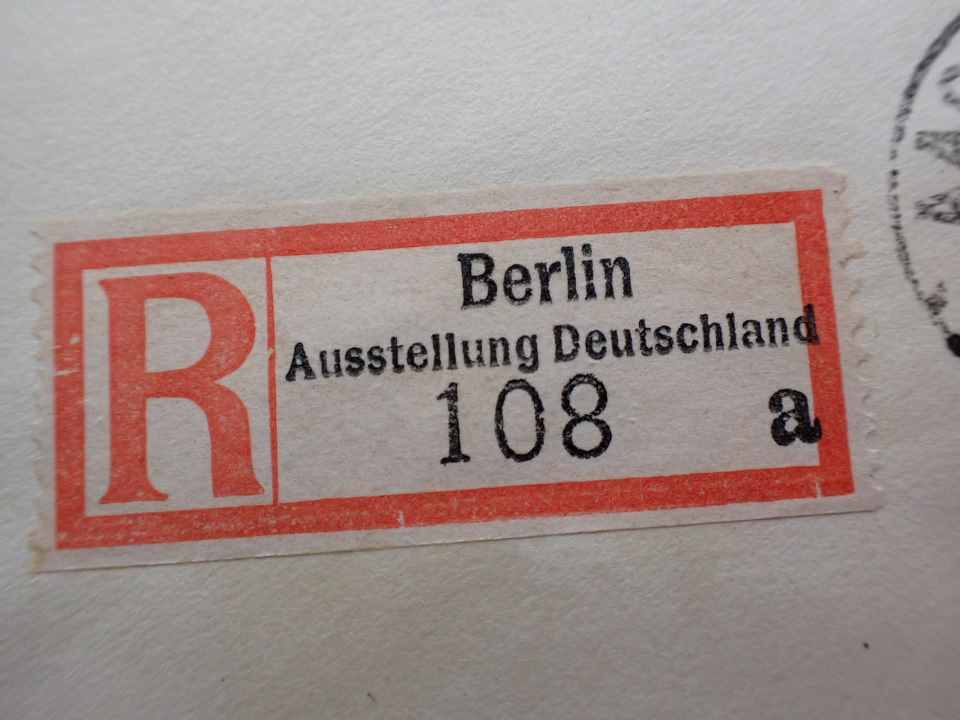 R
Berlin
Ausstellung Deutschland
108 a